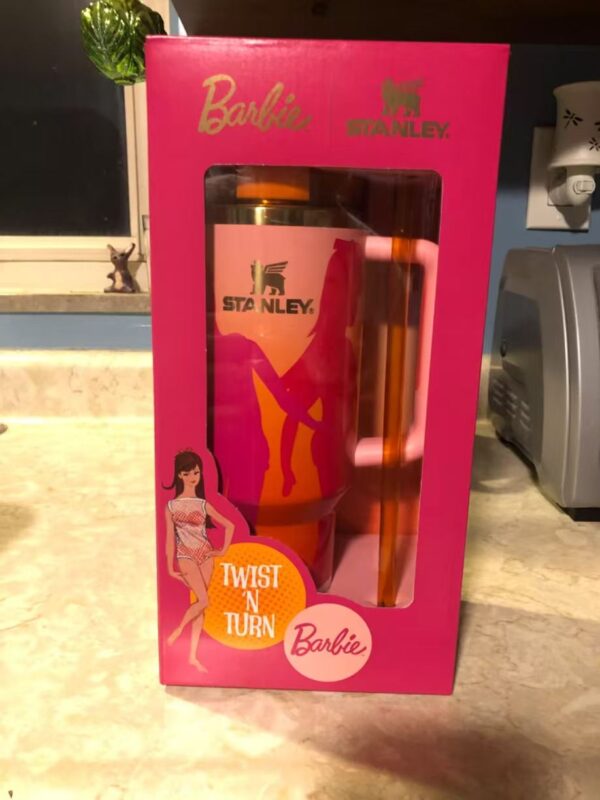 Barbie
STANLEY.
STANLEY
TWIST
'N
TURN
Barbie